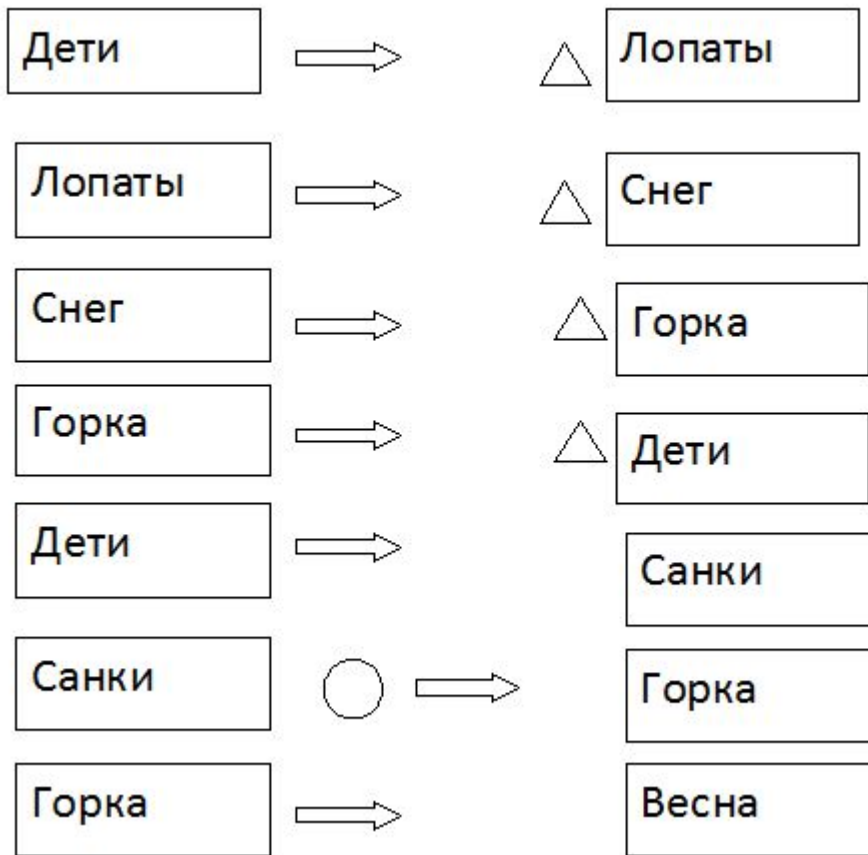 Дети Лопаты
Лопаты Снег
Снег Горка
Горка Дети
Дети Санки
Санки Горка
Горка Весна